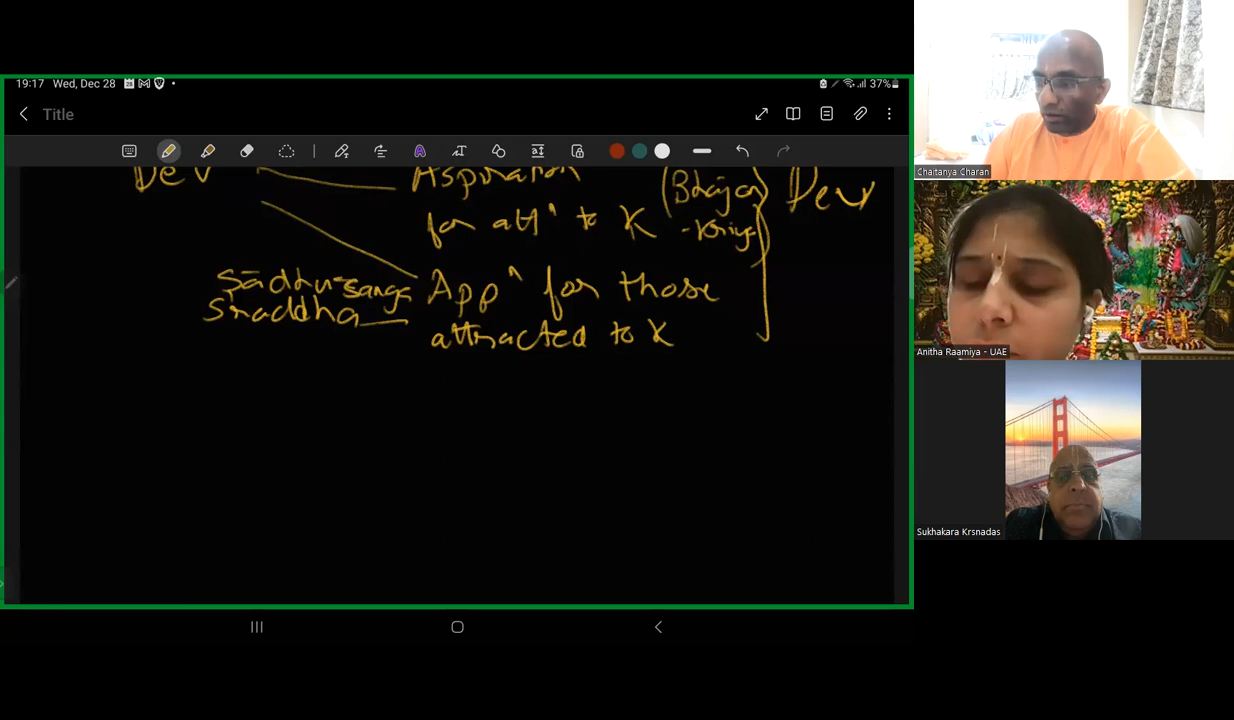 19:17 Wed, Dec 28
37%
Title
Dev
Aspiration
(Bhajan
Dev
for att^n to K
-kriya)
Sādhu-sanga
App^n for those
Sraddha
attracted to K
Chaitanya Charan
Anitha Raamiya - UAE
Sukhakara Krsnadas